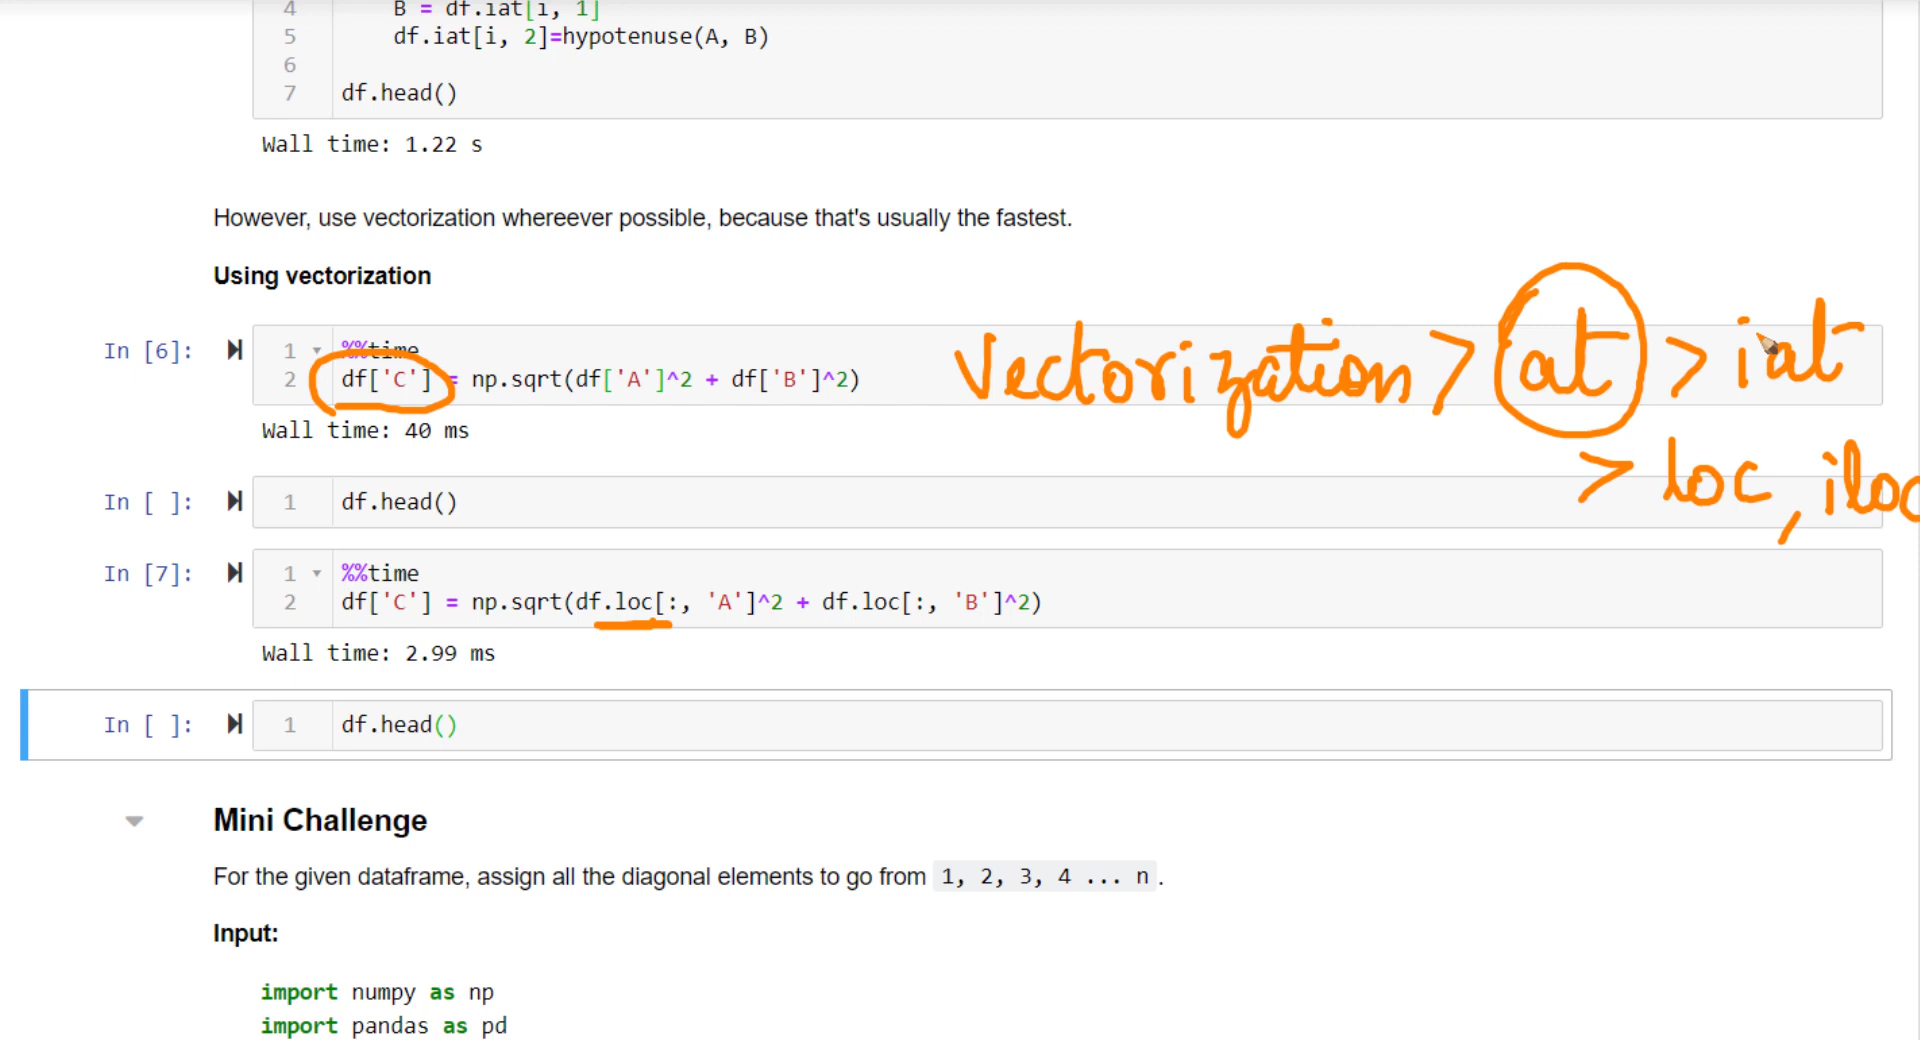 4 B = df.iat[i, 1]
5 df.iat[i, 2]=hypotenuse(A, B)
6
7 df.head()
Wall time: 1.22 s
However, use vectorization whereever possible, because that's usually the fastest.
Using vectorization
In [6]: 1 %%time
2 df['C'] = np.sqrt(df['A']^2 + df['B']^2)
Vectorization > at > iat
> loc, iloc
Wall time: 40 ms
In [ ]: 1 df.head()
In [7]: 1 %%time
2 df['C'] = np.sqrt(df.loc[:, 'A']^2 + df.loc[:, 'B']^2)
Wall time: 2.99 ms
In [ ]: 1 df.head()
Mini Challenge
For the given dataframe, assign all the diagonal elements to go from 1, 2, 3, 4 ... n.
Input:
import numpy as np
import pandas as pd